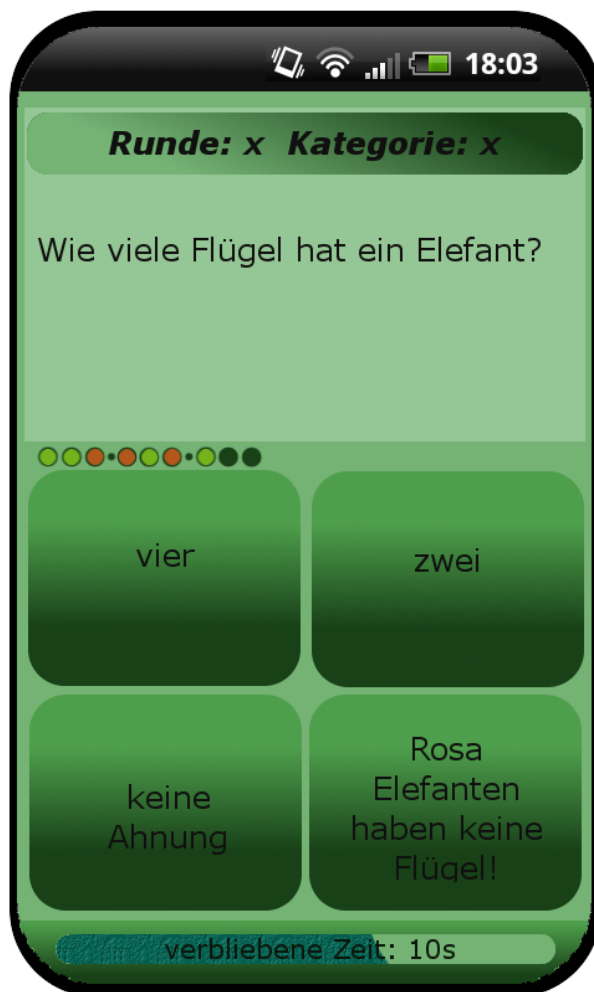 18:03
Runde: x Kategorie: x
Wie viele Flügel hat ein Elefant?
vier
zwei
keine
Ahnung
Rosa
Elefanten
haben keine
Flügel!
verbliebene Zeit: 10s